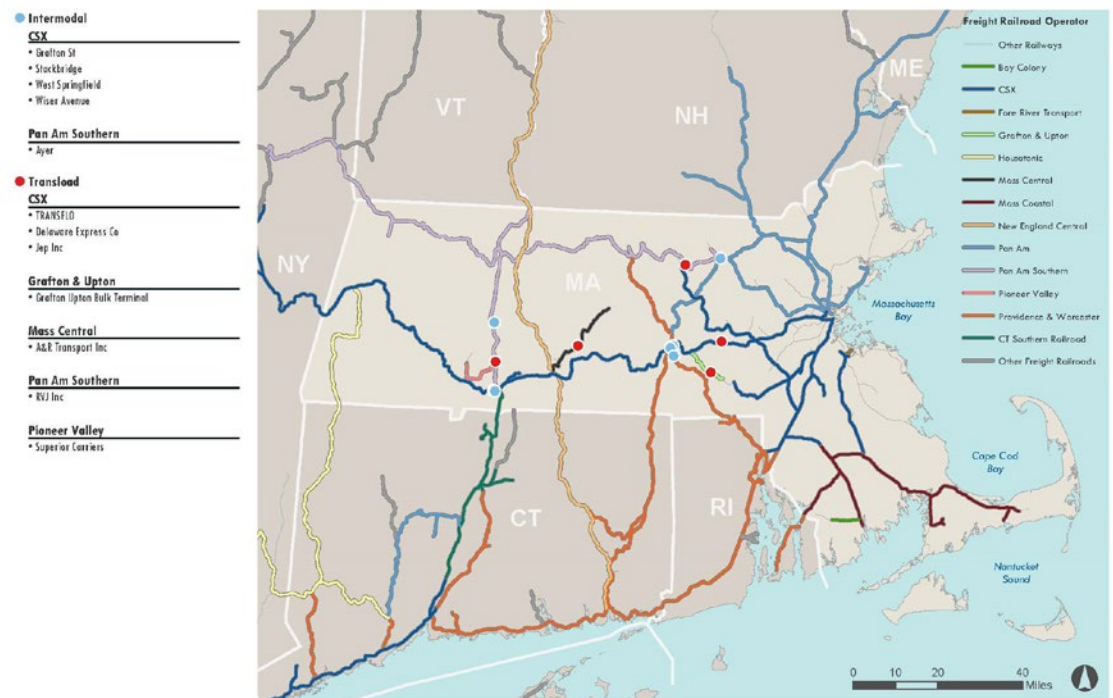 Intermodal
CSX
• Grafton St
• Stockbridge
• West Springfield
• Wiser Avenue
Pan Am Southern
• Ayer
Transload
CSX
• TRANSFLO
• Delaware Express Co
• Jep Inc
Grafton & Upton
• Grafton Upton Bulk Terminal
Mass Central
• A&R Transport Inc
Pan Am Southern
• RVJ Inc
Pioneer Valley
• Superior Carriers
VT
NH
ME
NY
MA
CT
RI
Massachusetts
Bay
Cape Cod
Bay
Nantucket
Sound
Freight Railroad Operator
Other Railways
Bay Colony
CSX
Fore River Transport
Grafton & Upton
Housatonic
Mass Central
Mass Coastal
New England Central
Pan Am
Pan Am Southern
Pioneer Valley
Providence & Worcester
CT Southern Railroad
Other Freight Railroads
0 10 20 40
Miles